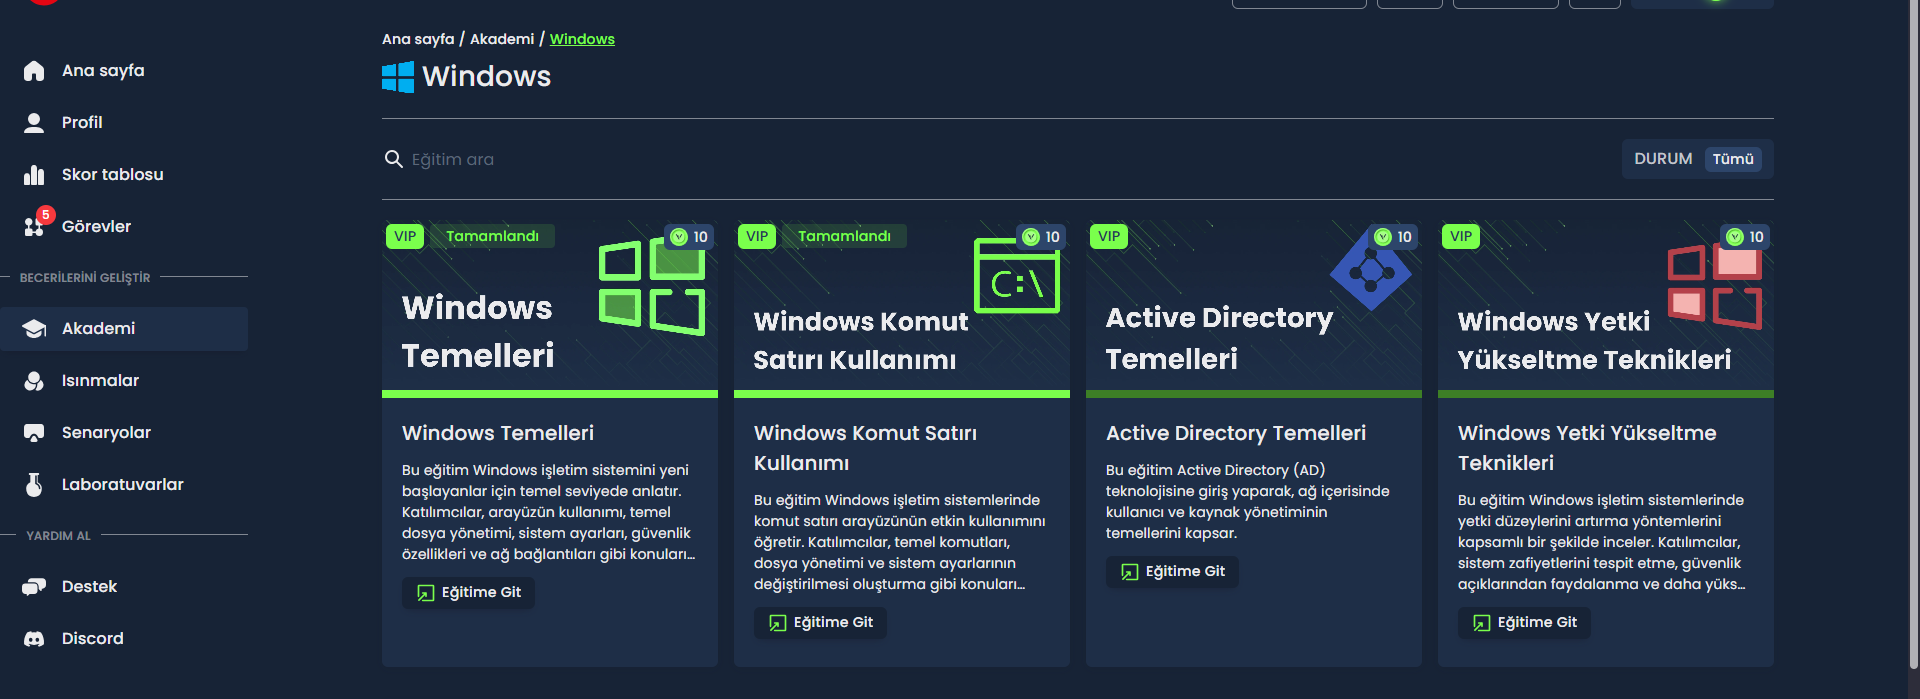 Ana sayfa
Profil
Skor tablosu
5
Görevler
BECERİLERİNİ GELİŞTİR
Akademi
Isınmalar
Senaryolar
Laboratuvarlar
YARDIM AL
Destek
Discord
Ana sayfa / Akademi / Windows
Windows
Eğitim ara
DURUM Tümü
VIP Tamamlandı 10
Windows
Temelleri
Windows Temelleri
Bu eğitim Windows işletim sistemini yeni
başlayanlar için temel seviyede anlatır.
Katılımcılar, arayüzün kullanımı, temel
dosya yönetimi, sistem ayarları, güvenlik
özellikleri ve ağ bağlantıları gibi konuları...
Eğitime Git
VIP Tamamlandı 10
C:\
Windows Komut
Satırı Kullanımı
Windows Komut Satırı
Kullanımı
Bu eğitim Windows işletim sistemlerinde
komut satırı arayüzünün etkin kullanımını
öğretir. Katılımcılar, temel komutları,
dosya yönetimi ve sistem ayarlarının
değiştirilmesi oluşturma gibi konuları...
Eğitime Git
VIP 10
Active Directory
Temelleri
Active Directory Temelleri
Bu eğitim Active Directory (AD)
teknolojisine giriş yaparak, ağ içerisinde
kullanıcı ve kaynak yönetiminin
temellerini kapsar.
Eğitime Git
VIP 10
Windows Yetki
Yükseltme Teknikleri
Windows Yetki Yükseltme
Teknikleri
Bu eğitim Windows işletim sistemlerinde
yetki düzeylerini artırma yöntemlerini
kapsamlı bir şekilde inceler. Katılımcılar,
sistem zafiyetlerini tespit etme, güvenlik
açıklarından faydalanma ve daha yüks...
Eğitime Git